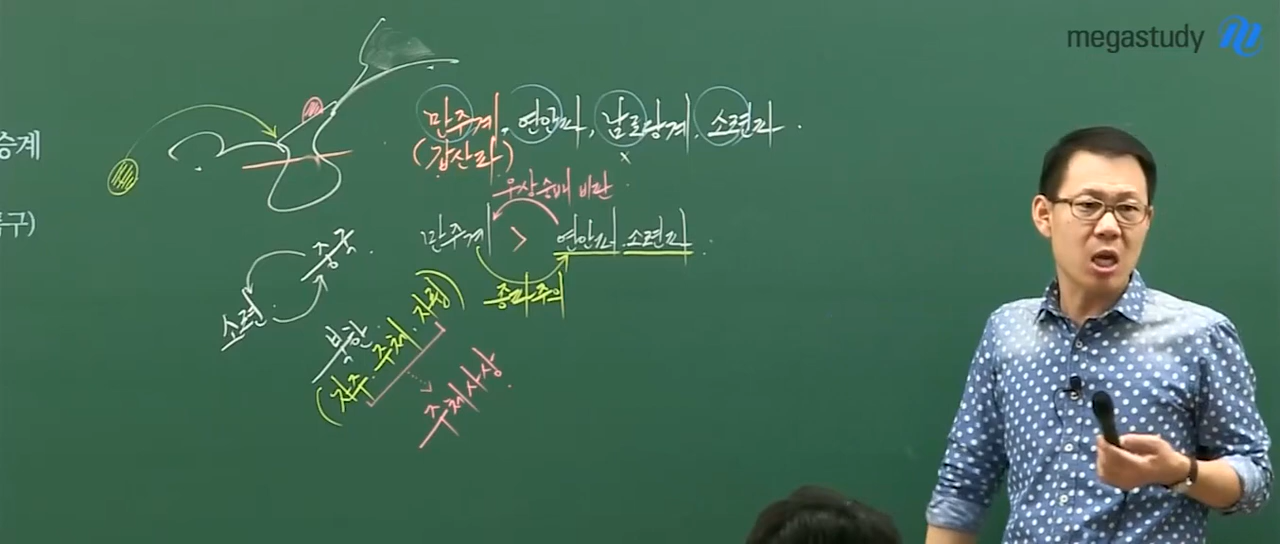 megastudy
승계
만주계, 연안파, 남로당계, 소련파.
(갑산파)
x
우상숭배 비판
만주계 > 연안파. 소련파.
종파주의
중국.
소련.
북한
(자주. 주체. 자립)
주체사상.